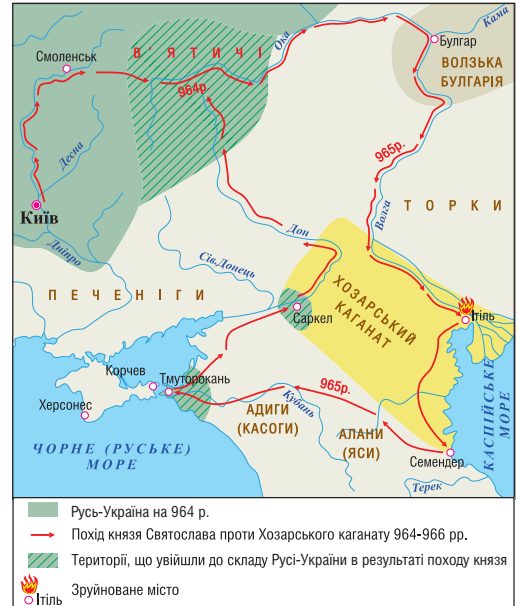 Кама
Ока
Булгар
Смоленськ
В'ЯТИЧІ
ВОЛЗЬКА
БУЛГАРІЯ
964р.
Десна
965р.
Київ
Волга
ТОРКИ
Дон
Дніпро
Сів.Донець
ПЕЧЕНІГИ
ХОЗАРСЬКИЙ
КАГАНАТ
Ітіль
Саркел
Корчев
Тмуторокань
965р.
Херсонес
Кубань
АДИГИ
(КАСОГИ)
АЛАНИ
(ЯСИ)
КАСПІЙСЬКЕ
МОРЕ
ЧОРНЕ (РУСЬКЕ)
МОРЕ
Семендер
Терек
Русь-Україна на 964 р.
Похід князя Святослава проти Хозарського каганату 964-966 рр.
Території, що увійшли до складу Русі-України в результаті походу князя
Ітіль
Зруйноване місто